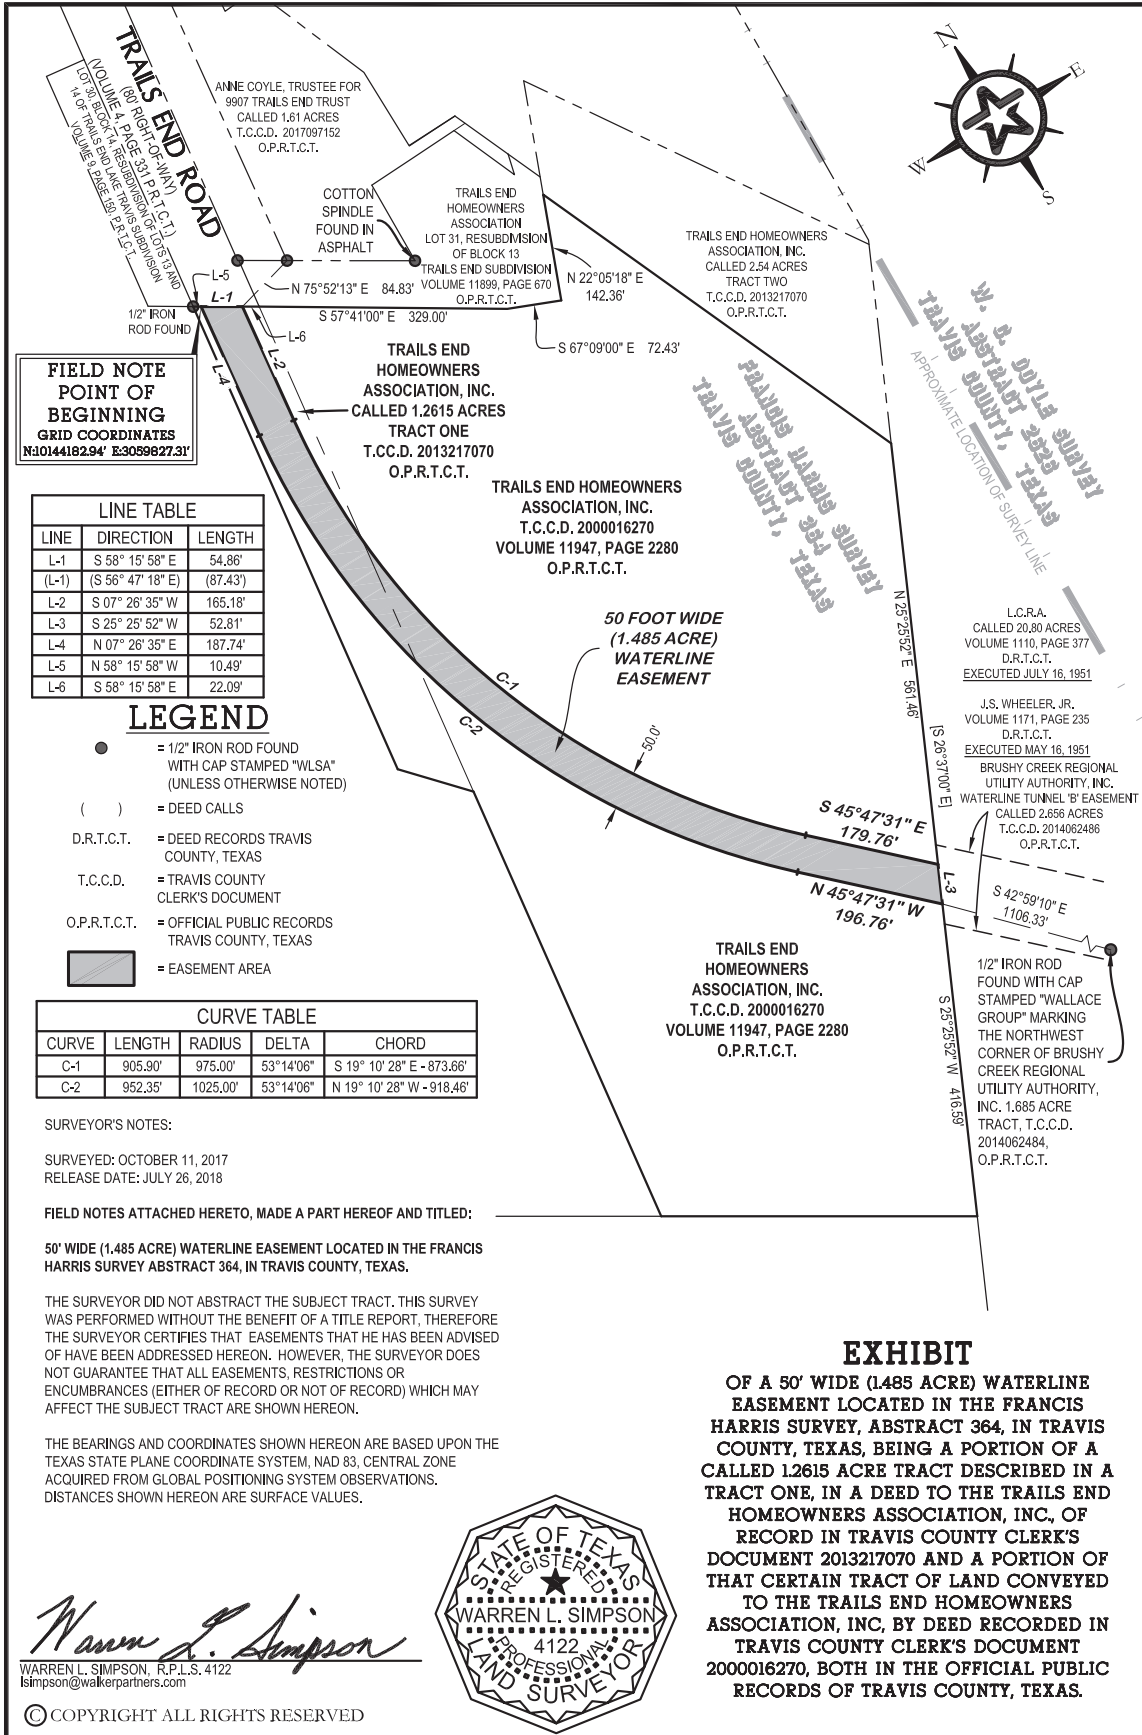 TRAILS END ROAD
(80' RIGHT-OF-WAY)
(VOLUME 4, PAGE 331 P.R.T.C.T.)
LOT 30, BLOCK 14, RESUBDIVISION OF LOTS 13 AND
14 OF TRAILS END LAKE TRAVIS SUBDIVISION
VOLUME 9, PAGE 150, P.R.T.C.T.
ANNE COYLE, TRUSTEE FOR
9907 TRAILS END TRUST
CALLED 1.61 ACRES
T.C.C.D. 2017097152
O.P.R.T.C.T.
N
E
S
W
COTTON
SPINDLE
FOUND IN
ASPHALT
TRAILS END
HOMEOWNERS
ASSOCIATION
LOT 31, RESUBDIVISION
OF BLOCK 13
TRAILS END SUBDIVISION
VOLUME 11899, PAGE 670
O.P.R.T.C.T.
N 22°05'18" E
142.36'
TRAILS END HOMEOWNERS
ASSOCIATION, INC.
CALLED 2.54 ACRES
TRACT TWO
T.C.C.D. 2013217070
O.P.R.T.C.T.
W. S. DOYLE SURVEY
ABSTRACT 2525
TRAVIS COUNTY, TEXAS
APPROXIMATE LOCATION OF SURVEY LINE
FRANCIS HARRIS SURVEY
ABSTRACT 364
TRAVIS COUNTY, TEXAS
L-5
L-1
N 75°52'13" E 84.83'
1/2" IRON
ROD FOUND
S 57°41'00" E 329.00'
L-6
S 67°09'00" E 72.43'
L-2
L-4
FIELD NOTE
POINT OF
BEGINNING
GRID COORDINATES
N:10144182.94' E:3059827.31'
TRAILS END
HOMEOWNERS
ASSOCIATION, INC.
CALLED 1.2615 ACRES
TRACT ONE
T.CC.D. 2013217070
O.P.R.T.C.T.
TRAILS END HOMEOWNERS
ASSOCIATION, INC.
T.C.C.D. 2000016270
VOLUME 11947, PAGE 2280
O.P.R.T.C.T.
LINE TABLE
LINE DIRECTION LENGTH
L-1 S 58° 15' 58" E 54.86'
(L-1) (S 56° 47' 18" E) (87.43')
L-2 S 07° 26' 35" W 165.18'
L-3 S 25° 25' 52" W 52.81'
L-4 N 07° 26' 35" E 187.74'
L-5 N 58° 15' 58" W 10.49'
L-6 S 58° 15' 58" E 22.09'
50 FOOT WIDE
(1.485 ACRE)
WATERLINE
EASEMENT
C-1
C-2
50.0'
N 25°25'52" E 561.46'
[S 26°37'00" E]
L.C.R.A.
CALLED 20.80 ACRES
VOLUME 1110, PAGE 377
D.R.T.C.T.
EXECUTED JULY 16, 1951
J.S. WHEELER, JR.
VOLUME 1171, PAGE 235
D.R.T.C.T.
EXECUTED MAY 16, 1951
BRUSHY CREEK REGIONAL
UTILITY AUTHORITY, INC.
WATERLINE TUNNEL 'B' EASEMENT
CALLED 2.656 ACRES
T.C.C.D. 2014062486
O.P.R.T.C.T.
LEGEND
= 1/2" IRON ROD FOUND
WITH CAP STAMPED "WLSA"
(UNLESS OTHERWISE NOTED)
( ) = DEED CALLS
D.R.T.C.T. = DEED RECORDS TRAVIS
COUNTY, TEXAS
T.C.C.D. = TRAVIS COUNTY
CLERK'S DOCUMENT
O.P.R.T.C.T. = OFFICIAL PUBLIC RECORDS
TRAVIS COUNTY, TEXAS
= EASEMENT AREA
S 45°47'31" E
179.76'
N 45°47'31" W
196.76'
L-3
S 42°59'10" E
1106.33'
TRAILS END
HOMEOWNERS
ASSOCIATION, INC.
T.C.C.D. 2000016270
VOLUME 11947, PAGE 2280
O.P.R.T.C.T.
S 25°25'52" W 416.59'
1/2" IRON ROD
FOUND WITH CAP
STAMPED "WALLACE
GROUP" MARKING
THE NORTHWEST
CORNER OF BRUSHY
CREEK REGIONAL
UTILITY AUTHORITY,
INC. 1.685 ACRE
TRACT, T.C.C.D.
2014062484,
O.P.R.T.C.T.
CURVE TABLE
CURVE LENGTH RADIUS DELTA CHORD
C-1 905.90' 975.00' 53°14'06" S 19° 10' 28" E - 873.66'
C-2 952.35' 1025.00' 53°14'06" N 19° 10' 28" W - 918.46'
SURVEYOR'S NOTES:
SURVEYED: OCTOBER 11, 2017
RELEASE DATE: JULY 26, 2018
FIELD NOTES ATTACHED HERETO, MADE A PART HEREOF AND TITLED:
50' WIDE (1.485 ACRE) WATERLINE EASEMENT LOCATED IN THE FRANCIS
HARRIS SURVEY ABSTRACT 364, IN TRAVIS COUNTY, TEXAS.
THE SURVEYOR DID NOT ABSTRACT THE SUBJECT TRACT. THIS SURVEY
WAS PERFORMED WITHOUT THE BENEFIT OF A TITLE REPORT, THEREFORE
THE SURVEYOR CERTIFIES THAT EASEMENTS THAT HE HAS BEEN ADVISED
OF HAVE BEEN ADDRESSED HEREON. HOWEVER, THE SURVEYOR DOES
NOT GUARANTEE THAT ALL EASEMENTS, RESTRICTIONS OR
ENCUMBRANCES (EITHER OF RECORD OR NOT OF RECORD) WHICH MAY
AFFECT THE SUBJECT TRACT ARE SHOWN HEREON.
THE BEARINGS AND COORDINATES SHOWN HEREON ARE BASED UPON THE
TEXAS STATE PLANE COORDINATE SYSTEM, NAD 83, CENTRAL ZONE
ACQUIRED FROM GLOBAL POSITIONING SYSTEM OBSERVATIONS.
DISTANCES SHOWN HEREON ARE SURFACE VALUES.
Warren L. Simpson
WARREN L. SIMPSON, R.P.L.S. 4122
lsimpson@walkerpartners.com
© COPYRIGHT ALL RIGHTS RESERVED
STATE OF TEXAS
REGISTERED
WARREN L. SIMPSON
4122
PROFESSIONAL
LAND SURVEYOR
EXHIBIT
OF A 50' WIDE (1.485 ACRE) WATERLINE
EASEMENT LOCATED IN THE FRANCIS
HARRIS SURVEY, ABSTRACT 364, IN TRAVIS
COUNTY, TEXAS, BEING A PORTION OF A
CALLED 1.2615 ACRE TRACT DESCRIBED IN A
TRACT ONE, IN A DEED TO THE TRAILS END
HOMEOWNERS ASSOCIATION, INC., OF
RECORD IN TRAVIS COUNTY CLERK'S
DOCUMENT 2013217070 AND A PORTION OF
THAT CERTAIN TRACT OF LAND CONVEYED
TO THE TRAILS END HOMEOWNERS
ASSOCIATION, INC, BY DEED RECORDED IN
TRAVIS COUNTY CLERK'S DOCUMENT
2000016270, BOTH IN THE OFFICIAL PUBLIC
RECORDS OF TRAVIS COUNTY, TEXAS.